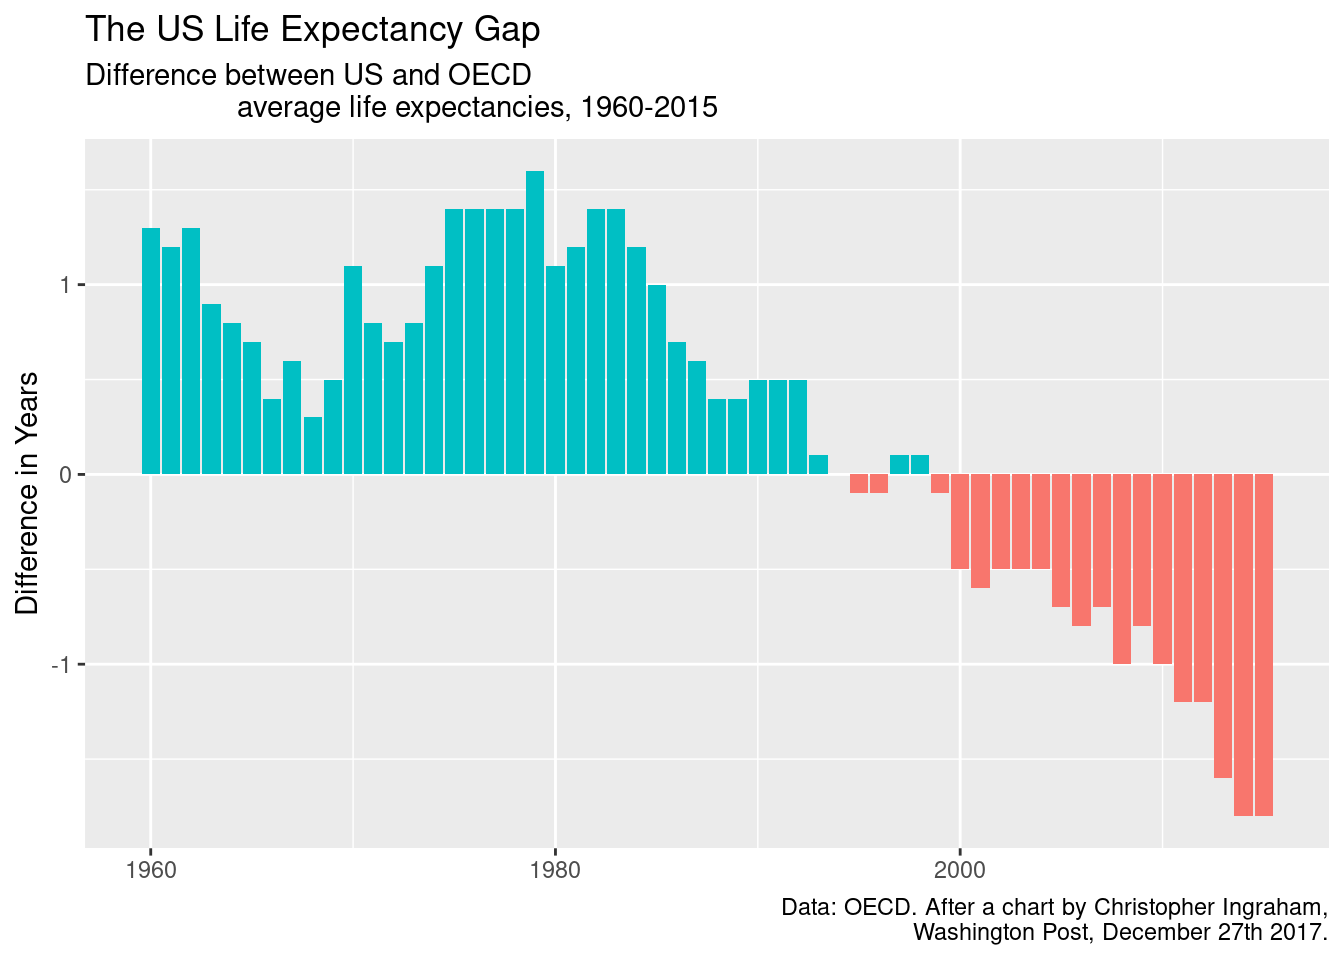 The US Life Expectancy Gap
Difference between US and OECD
average life expectancies, 1960-2015
Difference in Years
1
0
-1
1960
1980
2000
Data: OECD. After a chart by Christopher Ingraham,
Washington Post, December 27th 2017.